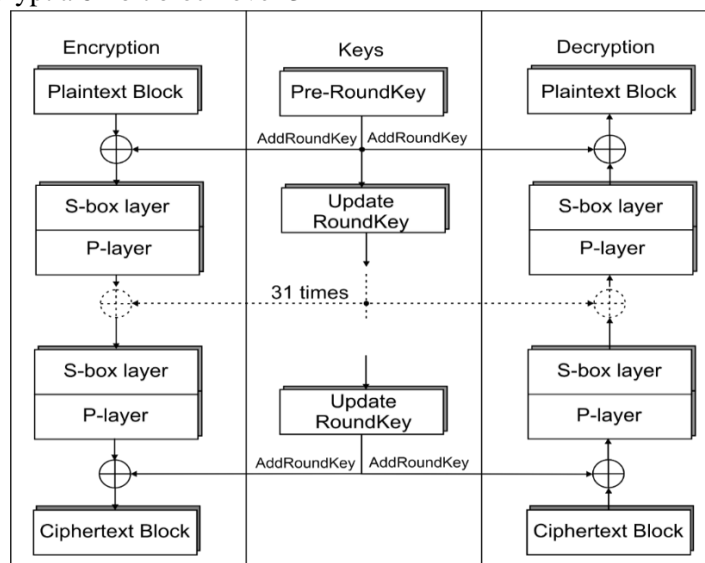 Encryption
Keys
Decryption
Plaintext Block
Pre-RoundKey
Plaintext Block
AddRoundKey
AddRoundKey
S-box layer
P-layer
Update
RoundKey
S-box layer
P-layer
31 times
S-box layer
P-layer
Update
RoundKey
S-box layer
P-layer
AddRoundKey
AddRoundKey
Ciphertext Block
Ciphertext Block